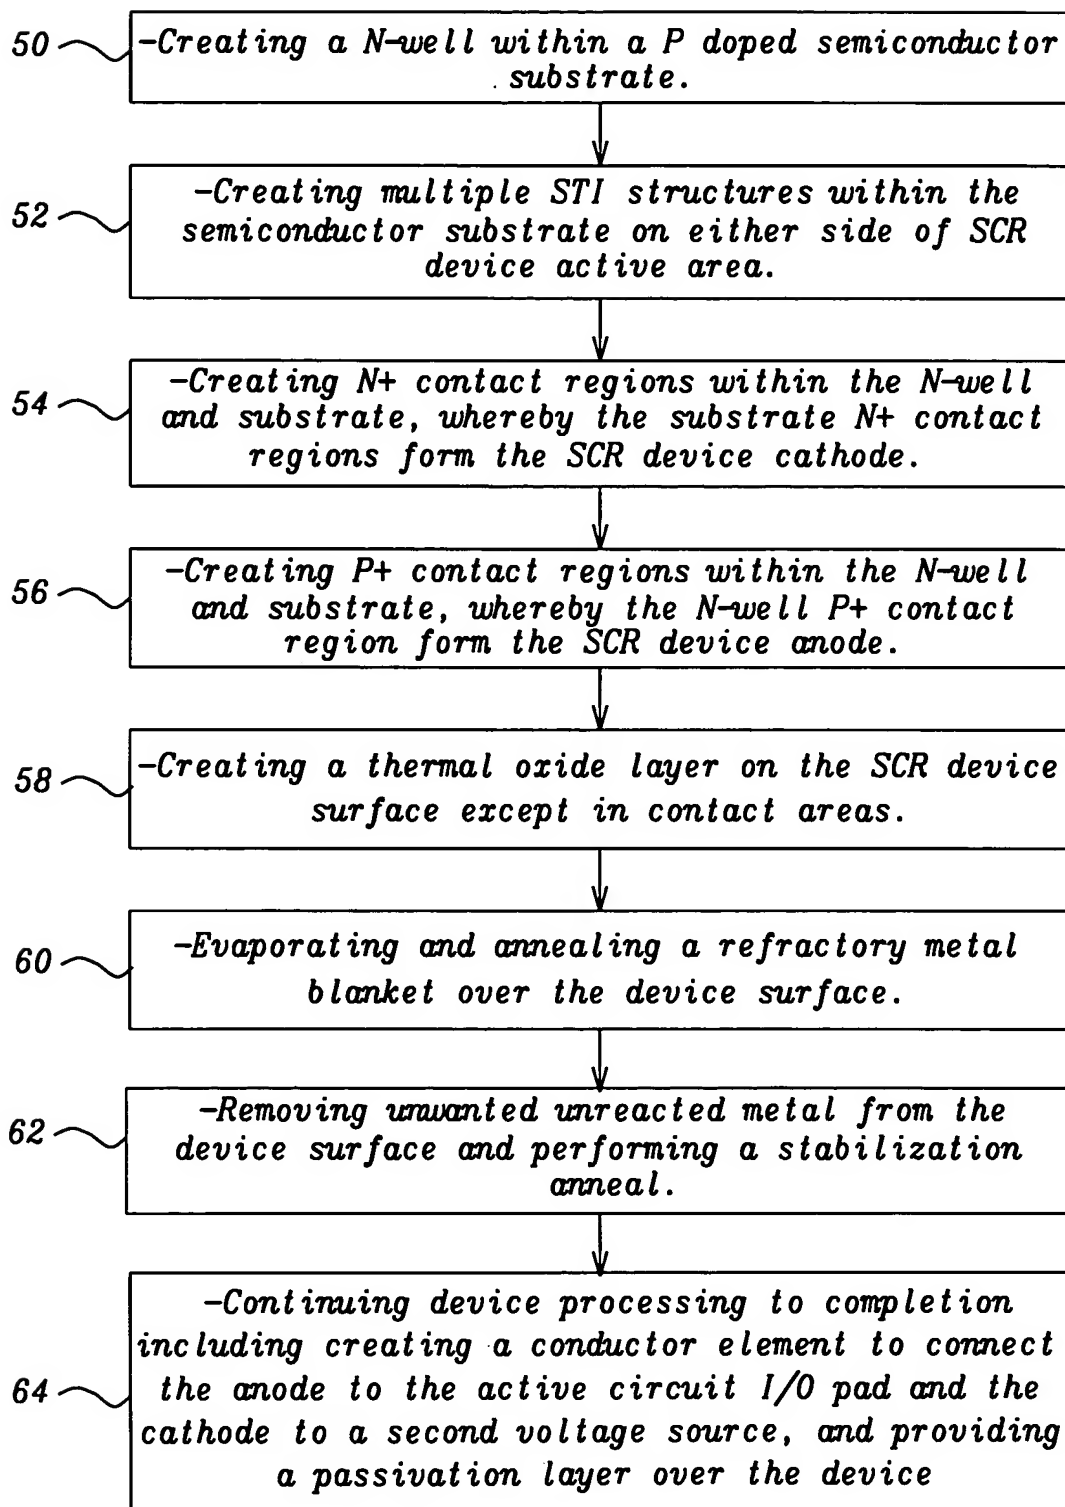 50
-Creating a N-well within a P doped semiconductor
substrate.
52
-Creating multiple STI structures within the
semiconductor substrate on either side of SCR
device active area.
54
-Creating N+ contact regions within the N-well
and substrate, whereby the substrate N+ contact
regions form the SCR device cathode.
56
-Creating P+ contact regions within the N-well
and substrate, whereby the N-well P+ contact
region form the SCR device anode.
58
-Creating a thermal oxide layer on the SCR device
surface except in contact areas.
60
-Evaporating and annealing a refractory metal
blanket over the device surface.
62
-Removing unwanted unreacted metal from the
device surface and performing a stabilization
anneal.
64
-Continuing device processing to completion
including creating a conductor element to connect
the anode to the active circuit I/O pad and the
cathode to a second voltage source, and providing
a passivation layer over the device